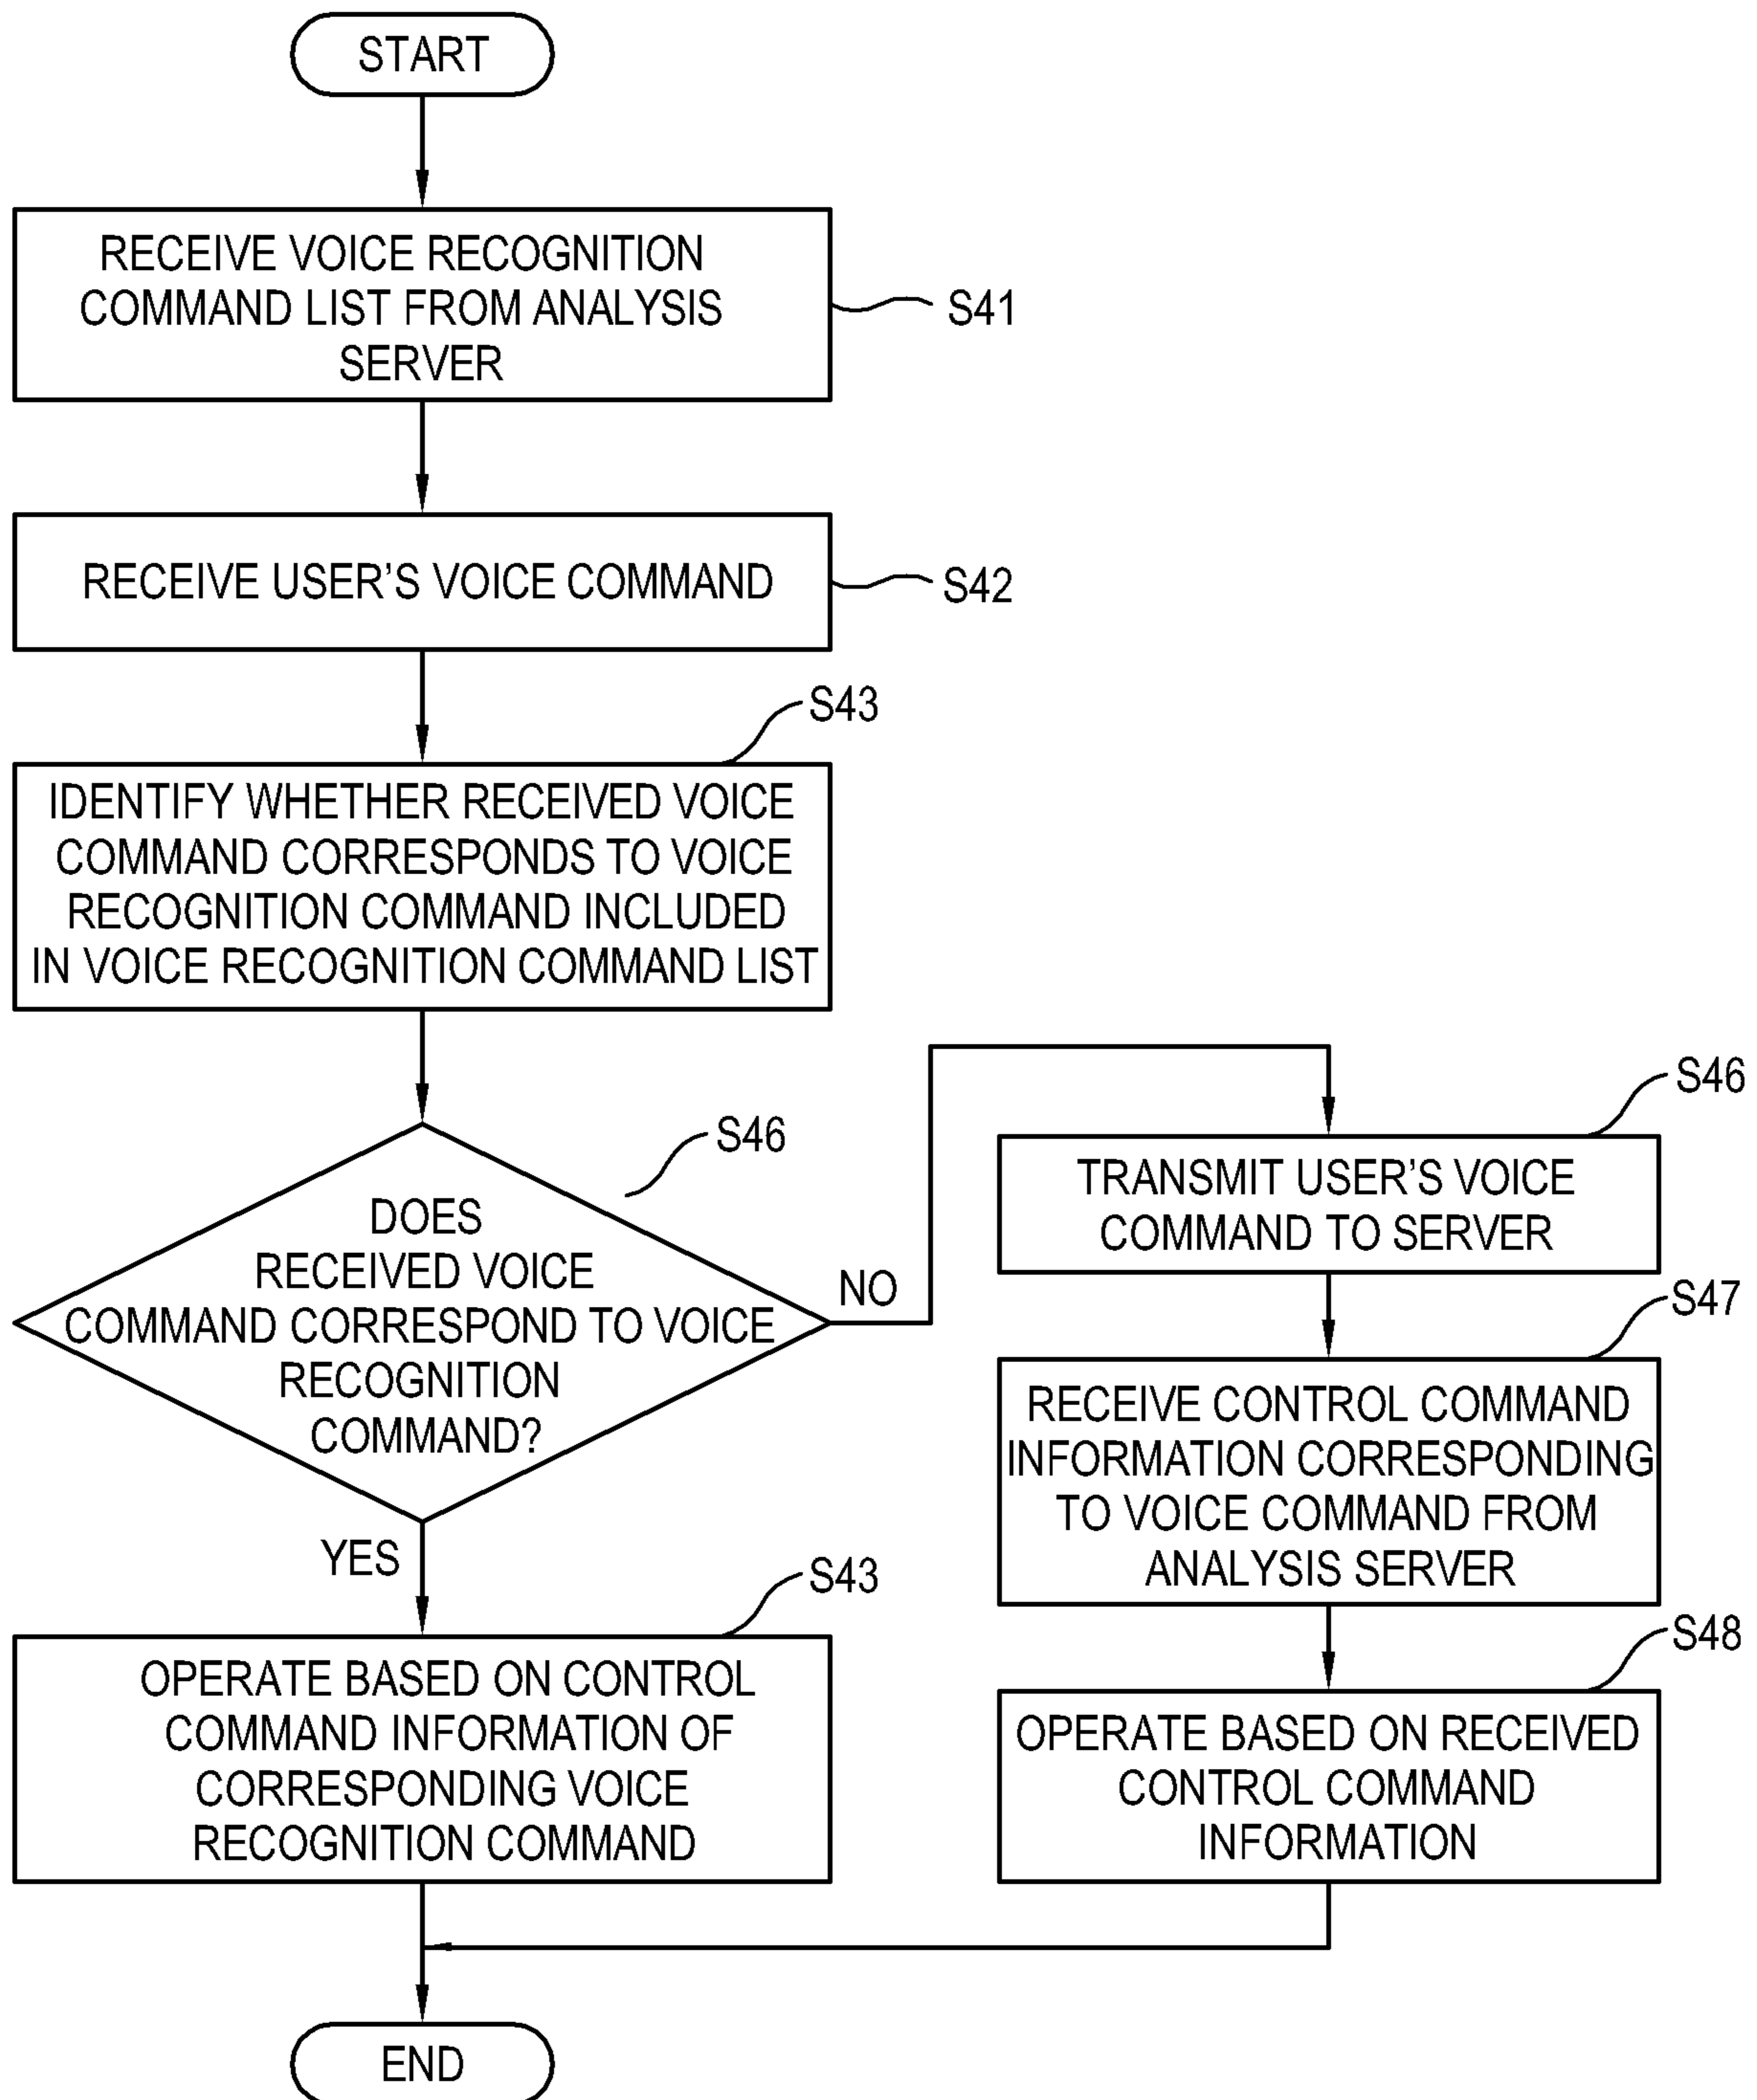 START
RECEIVE VOICE RECOGNITION
COMMAND LIST FROM ANALYSIS
SERVER
S41
RECEIVE USER'S VOICE COMMAND
S42
S43
IDENTIFY WHETHER RECEIVED VOICE
COMMAND CORRESPONDS TO VOICE
RECOGNITION COMMAND INCLUDED
IN VOICE RECOGNITION COMMAND LIST
S46
DOES
RECEIVED VOICE
COMMAND CORRESPOND TO VOICE
RECOGNITION
COMMAND?
NO
YES
S43
OPERATE BASED ON CONTROL
COMMAND INFORMATION OF
CORRESPONDING VOICE
RECOGNITION COMMAND
S46
TRANSMIT USER'S VOICE
COMMAND TO SERVER
S47
RECEIVE CONTROL COMMAND
INFORMATION CORRESPONDING
TO VOICE COMMAND FROM
ANALYSIS SERVER
S48
OPERATE BASED ON RECEIVED
CONTROL COMMAND
INFORMATION
END